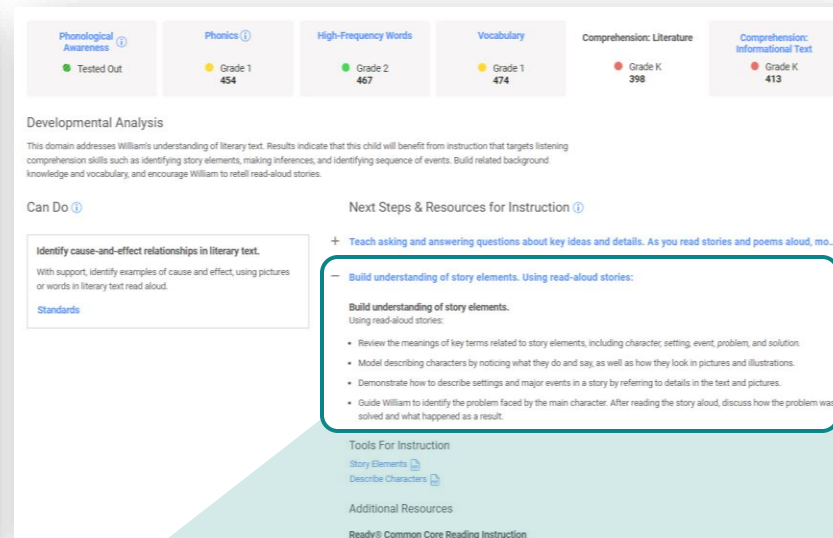 Phonological
Awareness
Tested Out
Phonics
Grade 1
454
High-Frequency Words
Grade 2
467
Vocabulary
Grade 1
474
Comprehension: Literature
Grade K
398
Comprehension:
Informational Text
Grade K
413
Developmental Analysis
This domain addresses William's understanding of literary text. Results indicate that this child will benefit from instruction that targets listening
comprehension skills such as identifying story elements, making inferences, and identifying sequence of events. Build related background
knowledge and vocabulary, and encourage William to retell read-aloud stories.
Can Do
Identify cause-and-effect relationships in literary text.
With support, identify examples of cause and effect, using pictures
or words in literary text read aloud.
Standards
Next Steps & Resources for Instruction
+ Teach asking and answering questions about key ideas and details. As you read stories and poems aloud, mo...
− Build understanding of story elements. Using read-aloud stories:
Build understanding of story elements.
Using read-aloud stories:
• Review the meanings of key terms related to story elements, including character, setting, event, problem, and solution.
• Model describing characters by noticing what they do and say, as well as how they look in pictures and illustrations.
• Demonstrate how to describe settings and major events in a story by referring to details in the text and pictures.
• Guide William to identify the problem faced by the main character. After reading the story aloud, discuss how the problem was
solved and what happened as a result.
Tools For Instruction
Story Elements
Describe Characters
Additional Resources
Ready® Common Core Reading Instruction